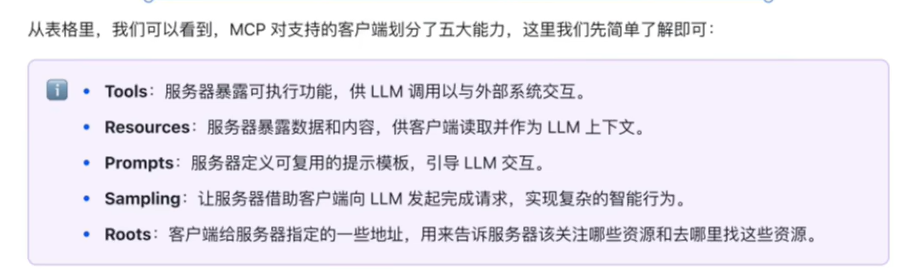 从表格里，我们可以看到，MCP 对支持的客户端划分了五大能力，这里我们先简单了解即可：
• Tools：服务器暴露可执行功能，供 LLM 调用以与外部系统交互。
• Resources：服务器暴露数据和内容，供客户端读取并作为 LLM 上下文。
• Prompts：服务器定义可复用的提示模板，引导 LLM 交互。
• Sampling：让服务器借助客户端向 LLM 发起完成请求，实现复杂的智能行为。
• Roots：客户端给服务器指定的一些地址，用来告诉服务器该关注哪些资源和去哪里找这些资源。